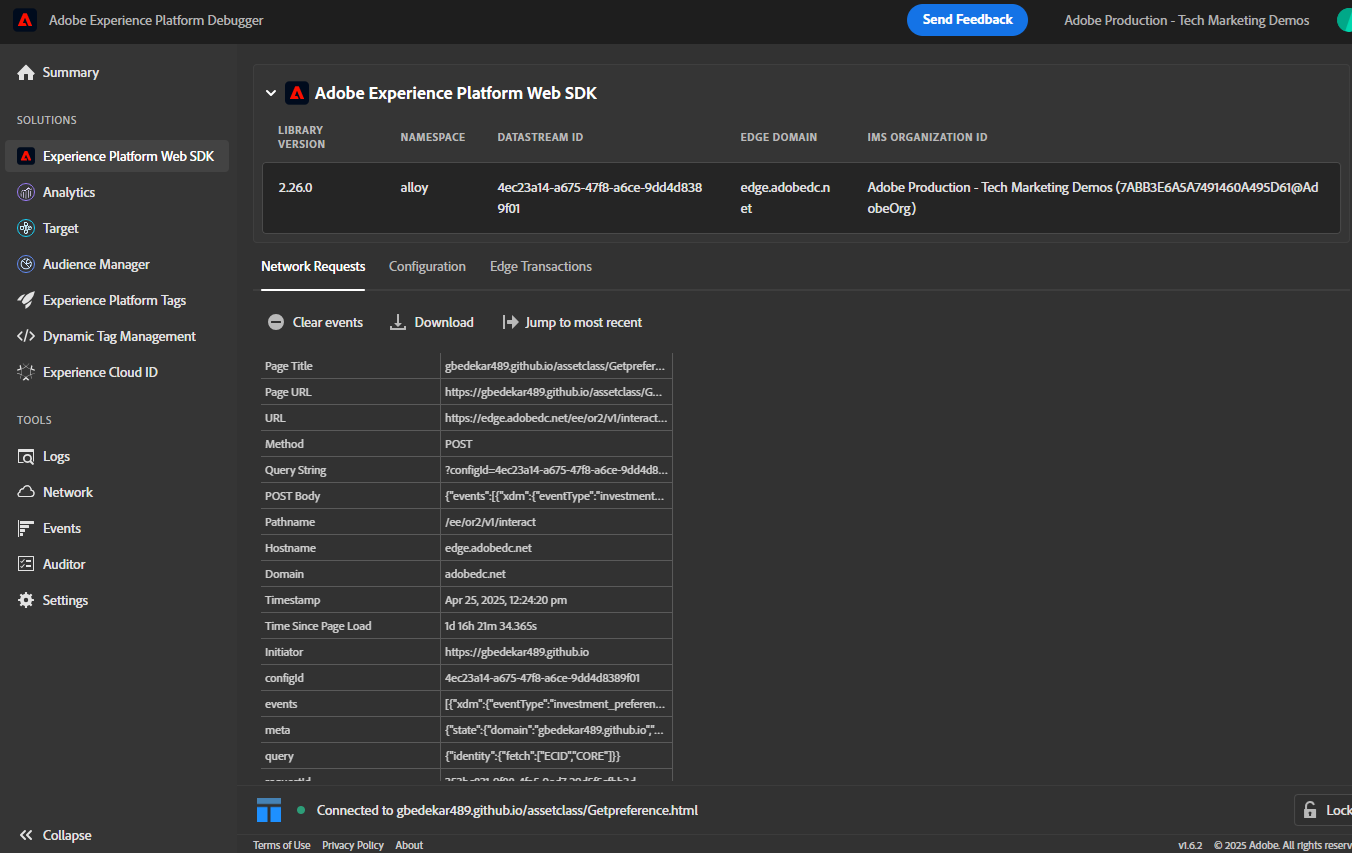 Adobe Experience Platform Debugger
Send Feedback
Adobe Production - Tech Marketing Demos
Summary
SOLUTIONS
Experience Platform Web SDK
Analytics
Target
Audience Manager
Experience Platform Tags
Dynamic Tag Management
Experience Cloud ID
TOOLS
Logs
Network
Events
Auditor
Settings
Collapse
Adobe Experience Platform Web SDK
LIBRARY VERSION NAMESPACE DATASTREAM ID EDGE DOMAIN IMS ORGANIZATION ID
2.26.0 alloy 4ec23a14-a675-47f8-a6ce-9dd4d838 edge.adobedc.n Adobe Production - Tech Marketing Demos (7ABB3E6A5A7491460A495D61@Ad
9f01 et obeOrg)
Network Requests Configuration Edge Transactions
Clear events Download Jump to most recent
Page Title gbedekar489.github.io/assetclass/Getprefer...
Page URL https://gbedekar489.github.io/assetclass/G...
URL https://edge.adobedc.net/ee/or2/v1/interact...
Method POST
Query String ?configId=4ec23a14-a675-47f8-a6ce-9dd4d8...
POST Body {"events":[{"xdm":{"eventType":"investment...
Pathname /ee/or2/v1/interact
Hostname edge.adobedc.net
Domain adobedc.net
Timestamp Apr 25, 2025, 12:24:20 pm
Time Since Page Load 1d 16h 21m 34.365s
Initiator https://gbedekar489.github.io
configId 4ec23a14-a675-47f8-a6ce-9dd4d8389f01
events [{"xdm":{"eventType":"investment_preferen...
meta {"state":{"domain":"gbedekar489.github.io","...
query {"identity":{"fetch":["ECID","CORE"]}}
requestId
Connected to gbedekar489.github.io/assetclass/Getpreference.html
Lock
Terms of Use Privacy Policy About
v1.6.2 © 2025 Adobe. All rights reserv